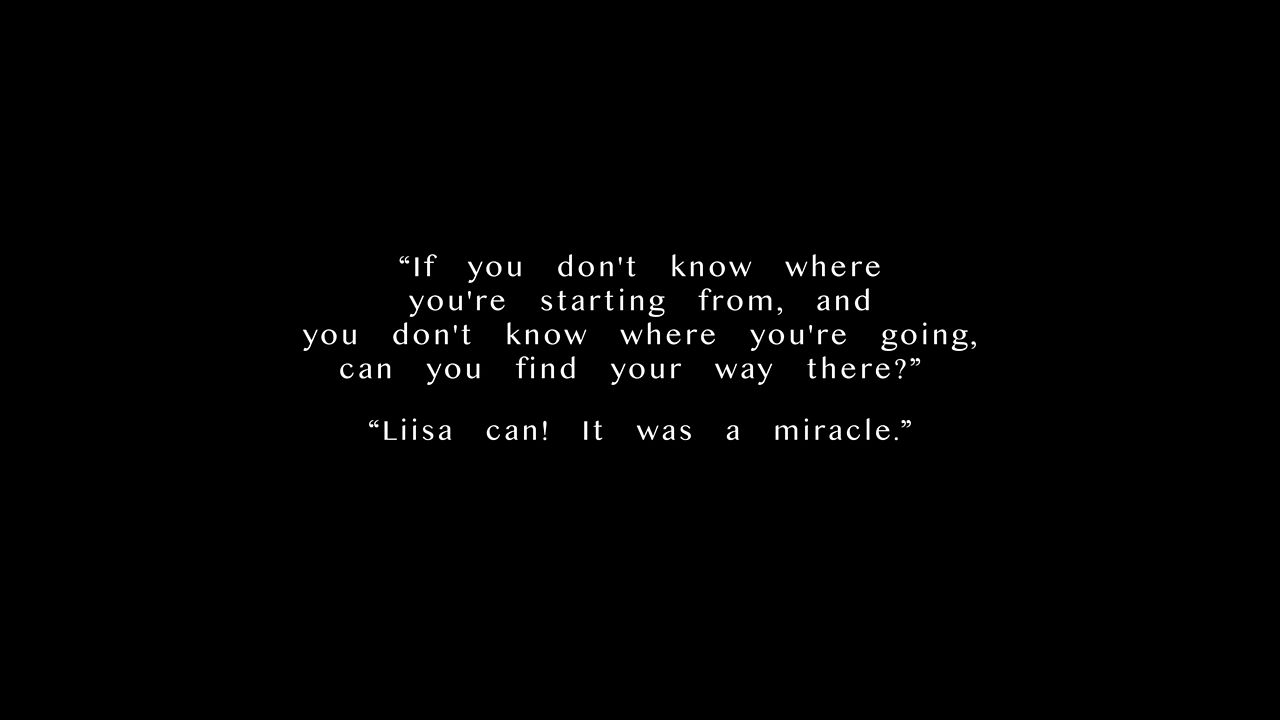 “If you don't know where
you're starting from, and
you don't know where you're going,
can you find your way there?”
“Liisa can! It was a miracle.”